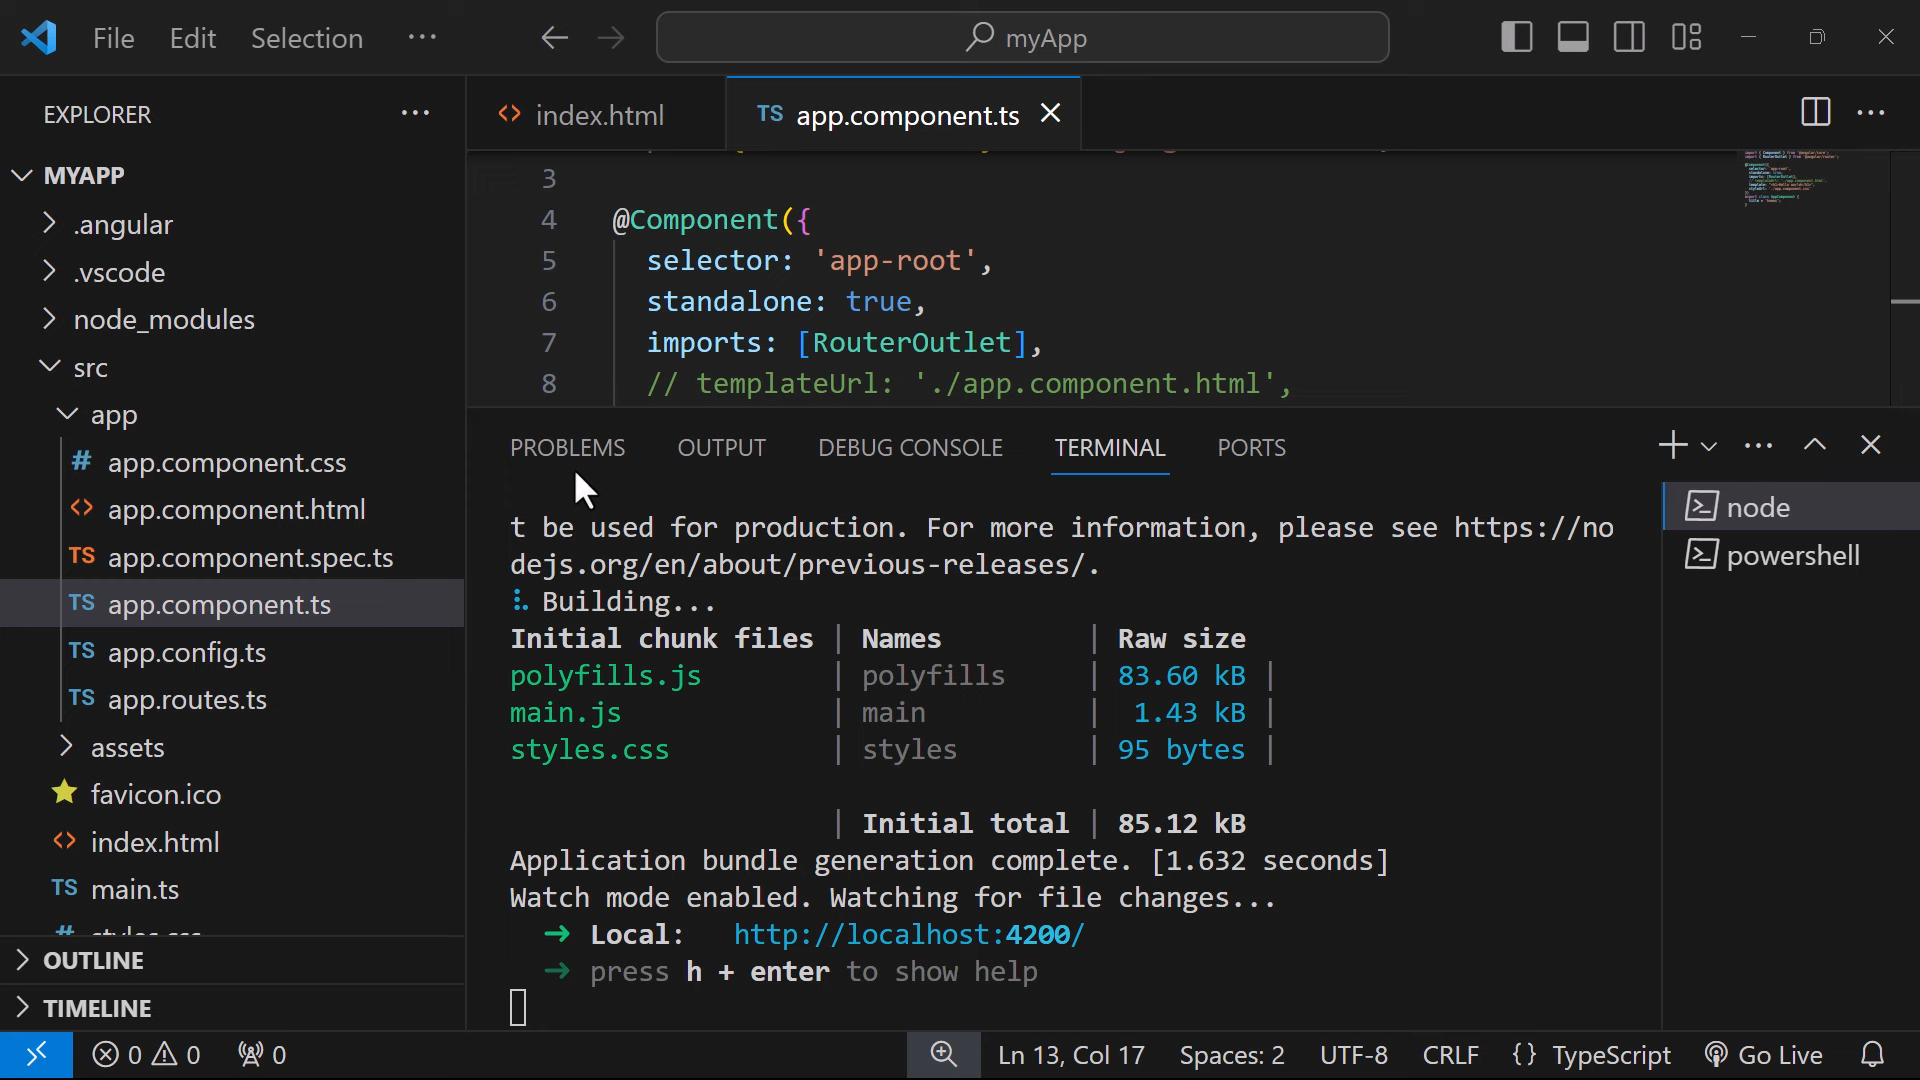 File Edit Selection ···
myApp
EXPLORER
MYAPP
.angular
.vscode
node_modules
src
app
# app.component.css
<> app.component.html
TS app.component.spec.ts
TS app.component.ts
TS app.config.ts
TS app.routes.ts
assets
favicon.ico
<> index.html
TS main.ts
OUTLINE
TIMELINE
<> index.html
TS app.component.ts
3
4 @Component({
5 selector: 'app-root',
6 standalone: true,
7 imports: [RouterOutlet],
8 // templateUrl: './app.component.html',
PROBLEMS OUTPUT DEBUG CONSOLE TERMINAL PORTS
t be used for production. For more information, please see https://no
dejs.org/en/about/previous-releases/.
Building...
Initial chunk files | Names | Raw size
polyfills.js | polyfills | 83.60 kB |
main.js | main | 1.43 kB |
styles.css | styles | 95 bytes |
| Initial total | 85.12 kB
Application bundle generation complete. [1.632 seconds]
Watch mode enabled. Watching for file changes...
➜ Local: http://localhost:4200/
➜ press h + enter to show help
node
powershell
0 0 0
Ln 13, Col 17 Spaces: 2 UTF-8 CRLF {} TypeScript Go Live